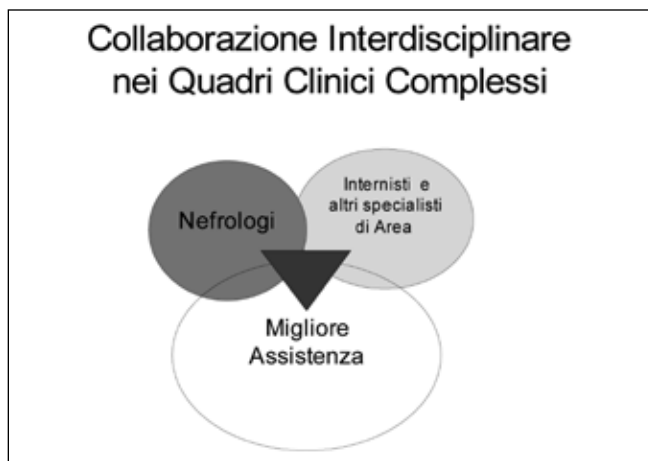 Collaborazione Interdisciplinare
nei Quadri Clinici Complessi
Nefrologi
Internisti e
altri specialisti
di Area
Migliore
Assistenza